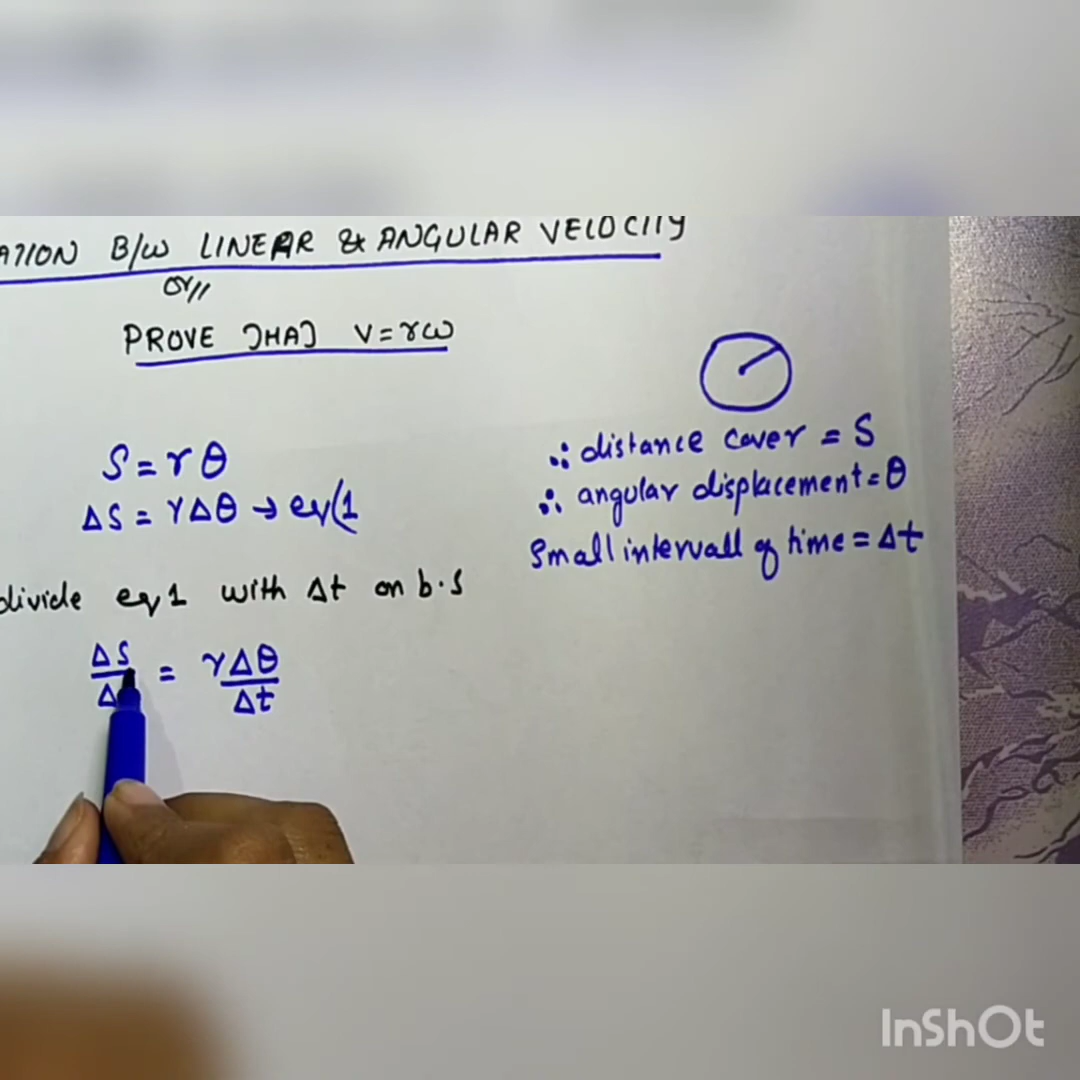 ATION B/W LINEAR & ANGULAR VELOCITY
or//
PROVE THAT V = rω
S = rθ
ΔS = rΔθ → eq(1
divide eq 1 with Δt on b.s
ΔS/Δ = rΔθ/Δt
∴ distance cover = S
∴ angular displacement = θ
Small intervall of time = Δt
InShOt